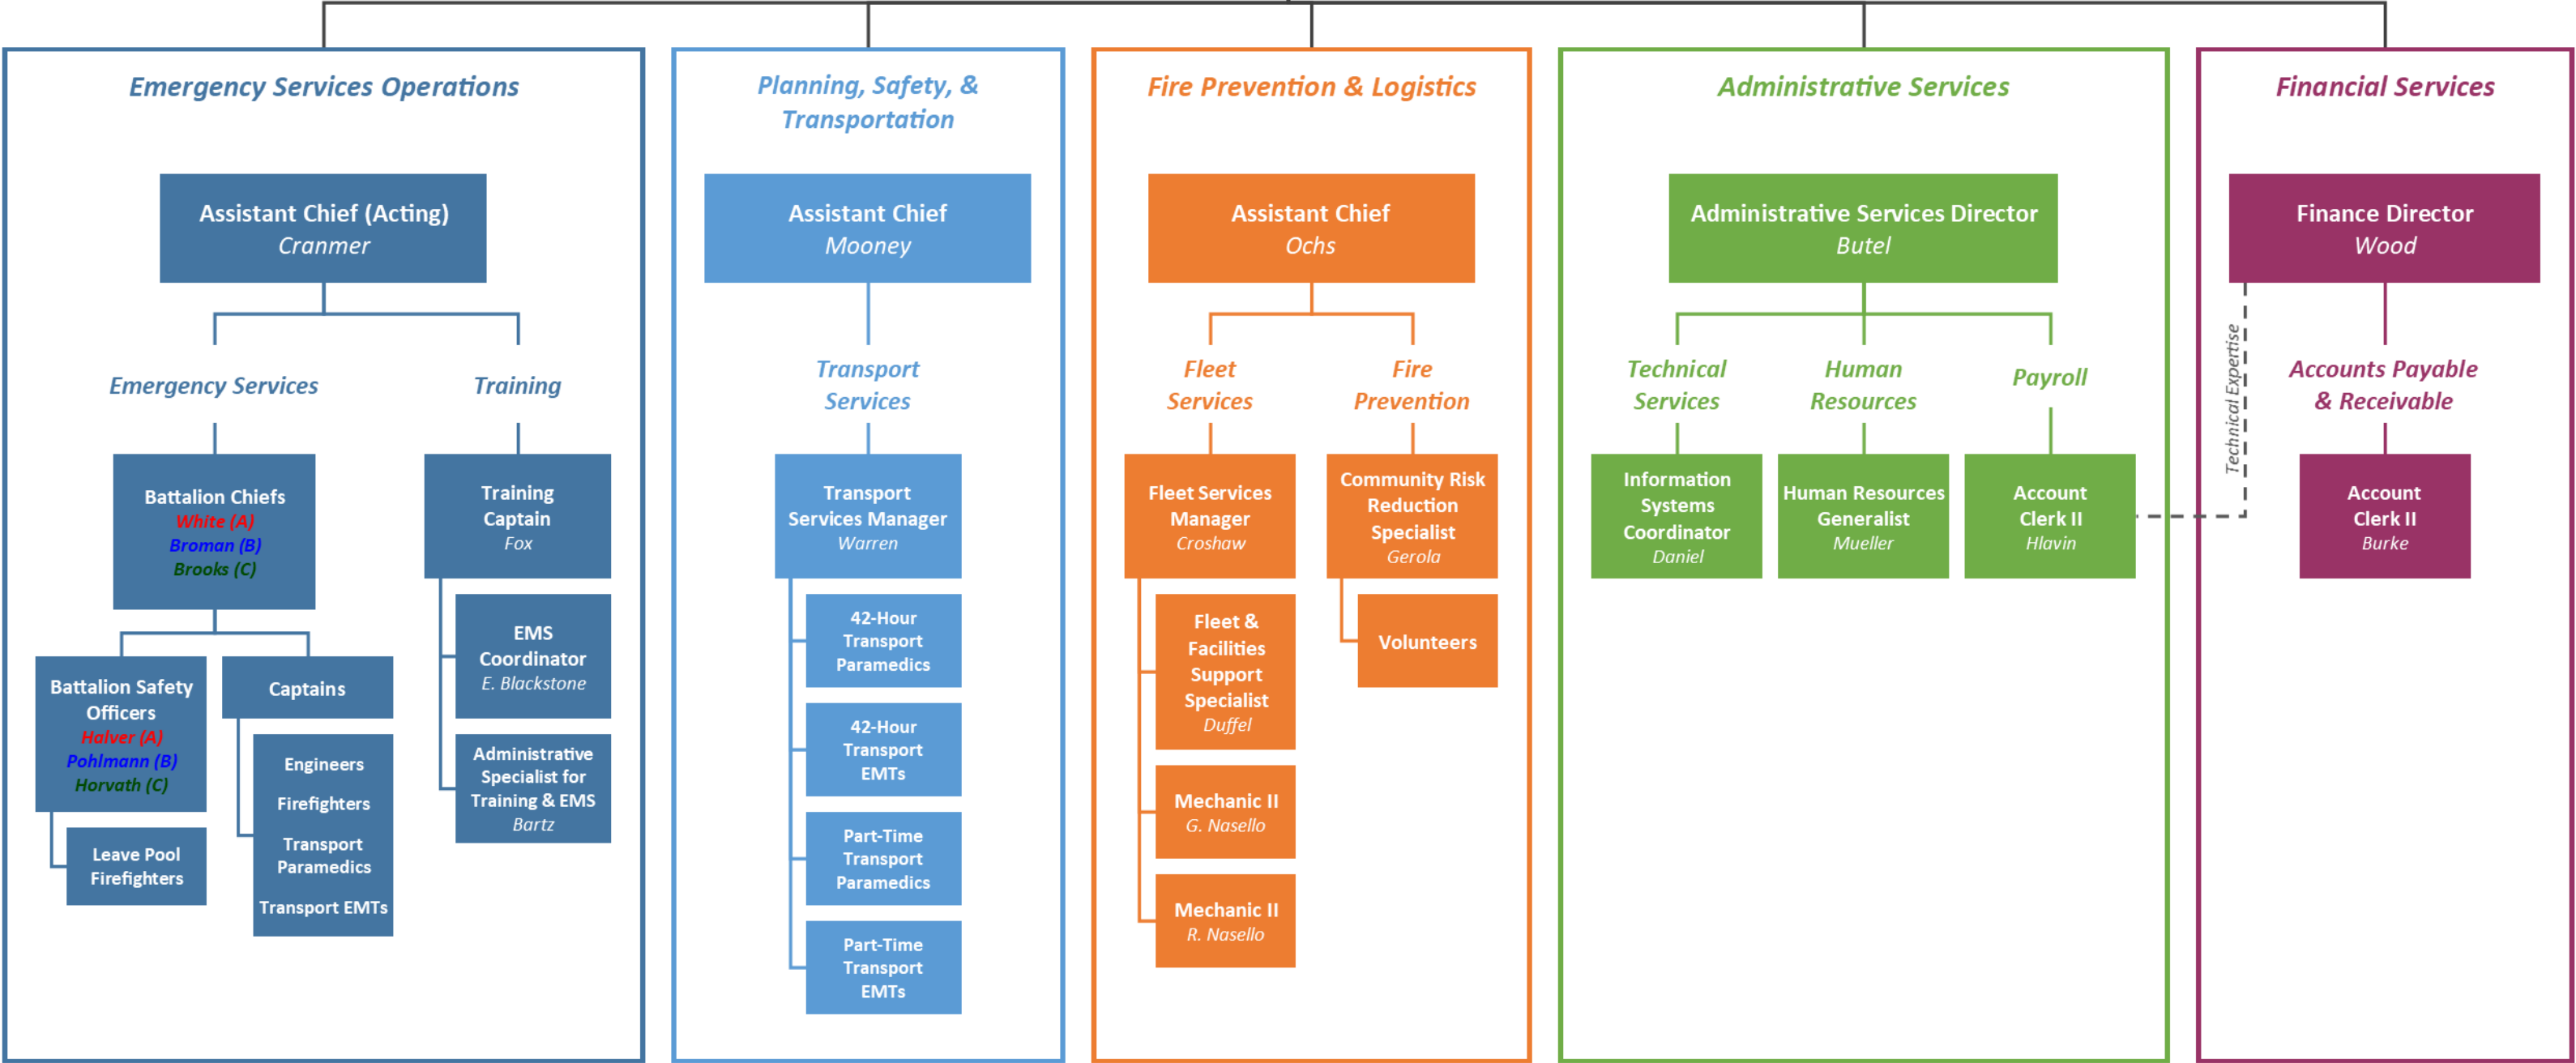 Emergency Services Operations
Assistant Chief (Acting)
Cranmer
Emergency Services
Training
Battalion Chiefs
White (A)
Broman (B)
Brooks (C)
Training
Captain
Fox
Battalion Safety
Officers
Halver (A)
Pohlmann (B)
Horvath (C)
Leave Pool
Firefighters
Captains
Engineers
Firefighters
Transport
Paramedics
Transport EMTs
EMS
Coordinator
E. Blackstone
Administrative
Specialist for
Training & EMS
Bartz
Planning, Safety, &
Transportation
Assistant Chief
Mooney
Transport
Services
Transport
Services Manager
Warren
42-Hour
Transport
Paramedics
42-Hour
Transport
EMTs
Part-Time
Transport
Paramedics
Part-Time
Transport
EMTs
Fire Prevention & Logistics
Assistant Chief
Ochs
Fleet
Services
Fleet Services
Manager
Croshaw
Fleet &
Facilities
Support
Specialist
Duffel
Mechanic II
G. Nasello
Mechanic II
R. Nasello
Fire
Prevention
Community Risk
Reduction
Specialist
Gerola
Volunteers
Administrative Services
Administrative Services Director
Butel
Technical
Services
Information
Systems
Coordinator
Daniel
Human
Resources
Human Resources
Generalist
Mueller
Payroll
Account
Clerk II
Hlavin
Financial Services
Finance Director
Wood
Technical Expertise
Accounts Payable
& Receivable
Account
Clerk II
Burke